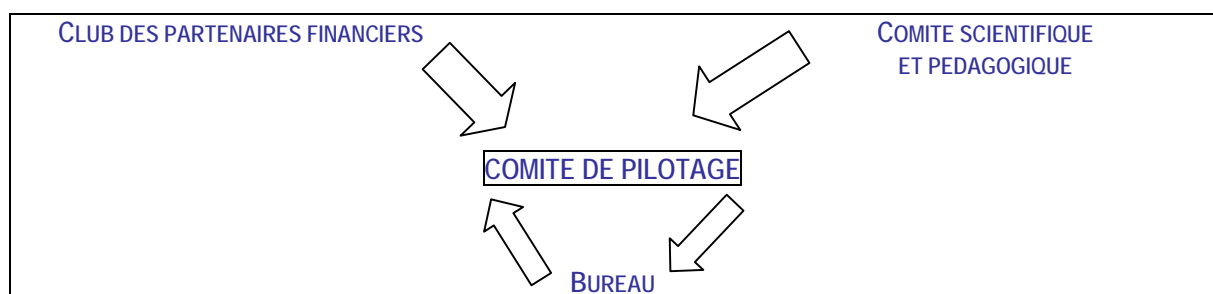 CLUB DES PARTENAIRES FINANCIERS
COMITE SCIENTIFIQUE
ET PEDAGOGIQUE
COMITE DE PILOTAGE
BUREAU